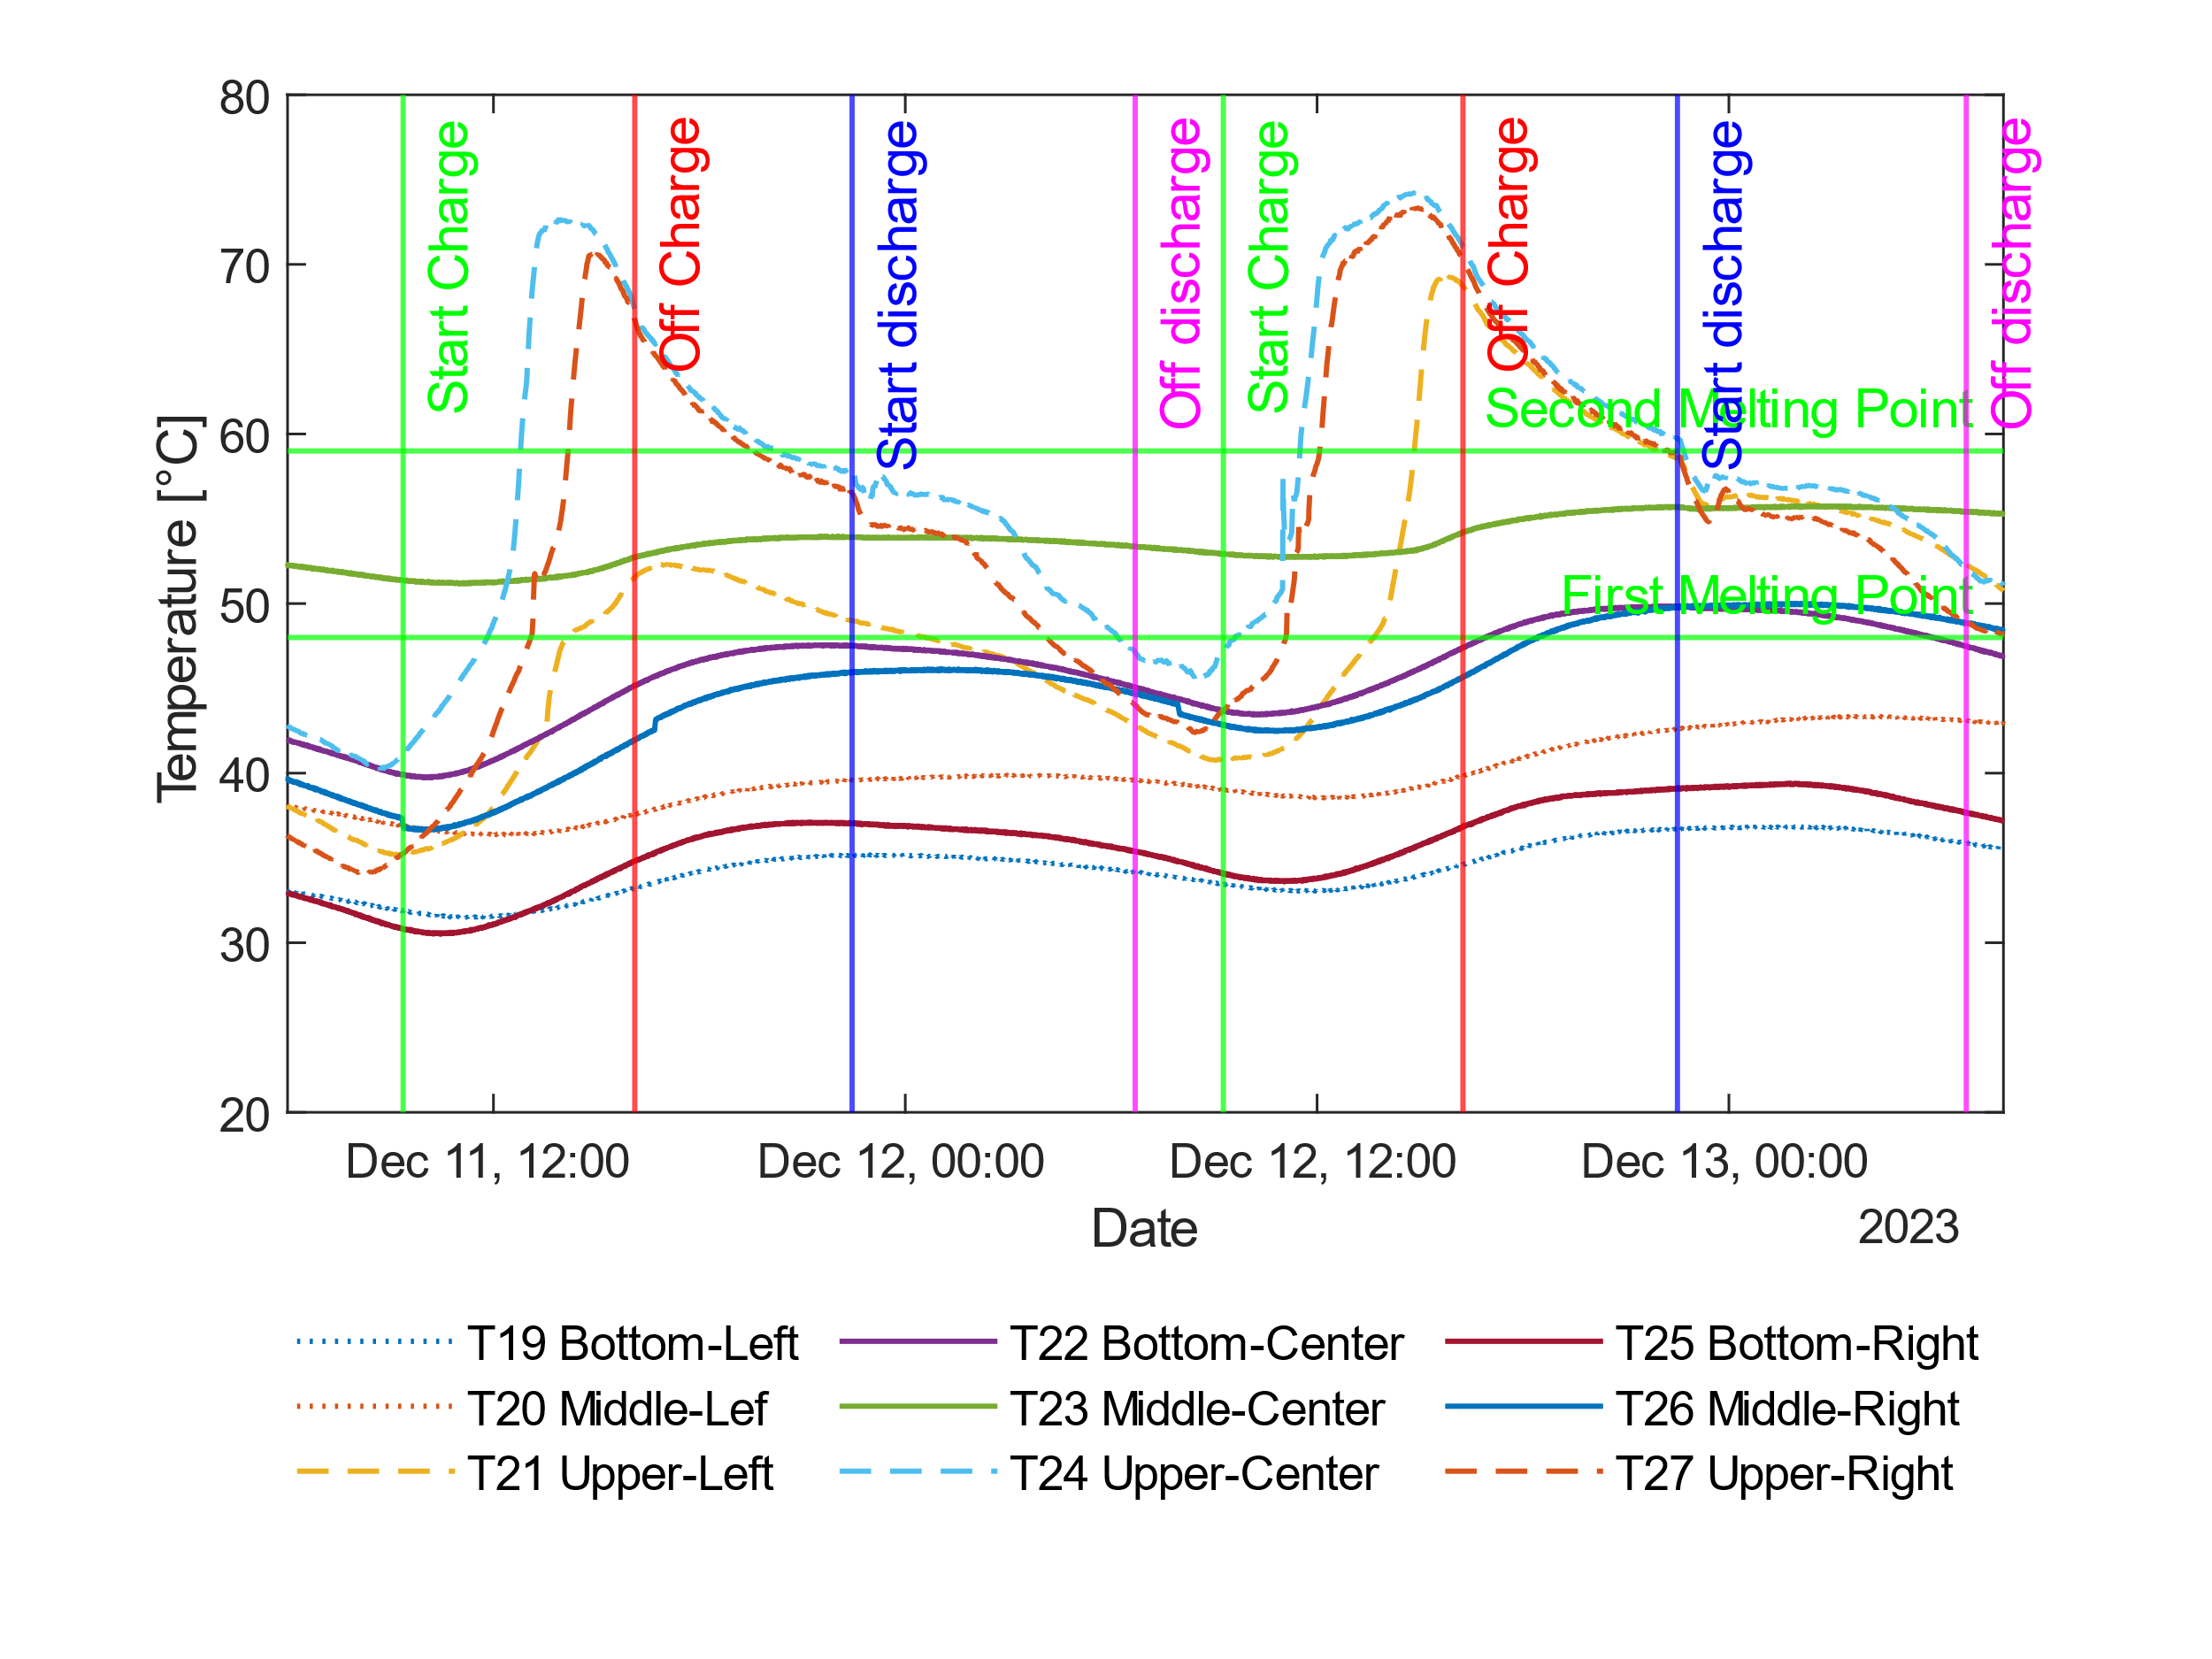 80
70
60
50
40
30
20
Temperature [°C]
Start Charge
Off Charge
Start discharge
Off discharge
Start Charge
Off Charge
Start discharge
Off discharge
Second Melting Point
First Melting Point
Dec 11, 12:00
Dec 12, 00:00
Dec 12, 12:00
Dec 13, 00:00
Date
2023
T19 Bottom-Left
T20 Middle-Lef
T21 Upper-Left
T22 Bottom-Center
T23 Middle-Center
T24 Upper-Center
T25 Bottom-Right
T26 Middle-Right
T27 Upper-Right